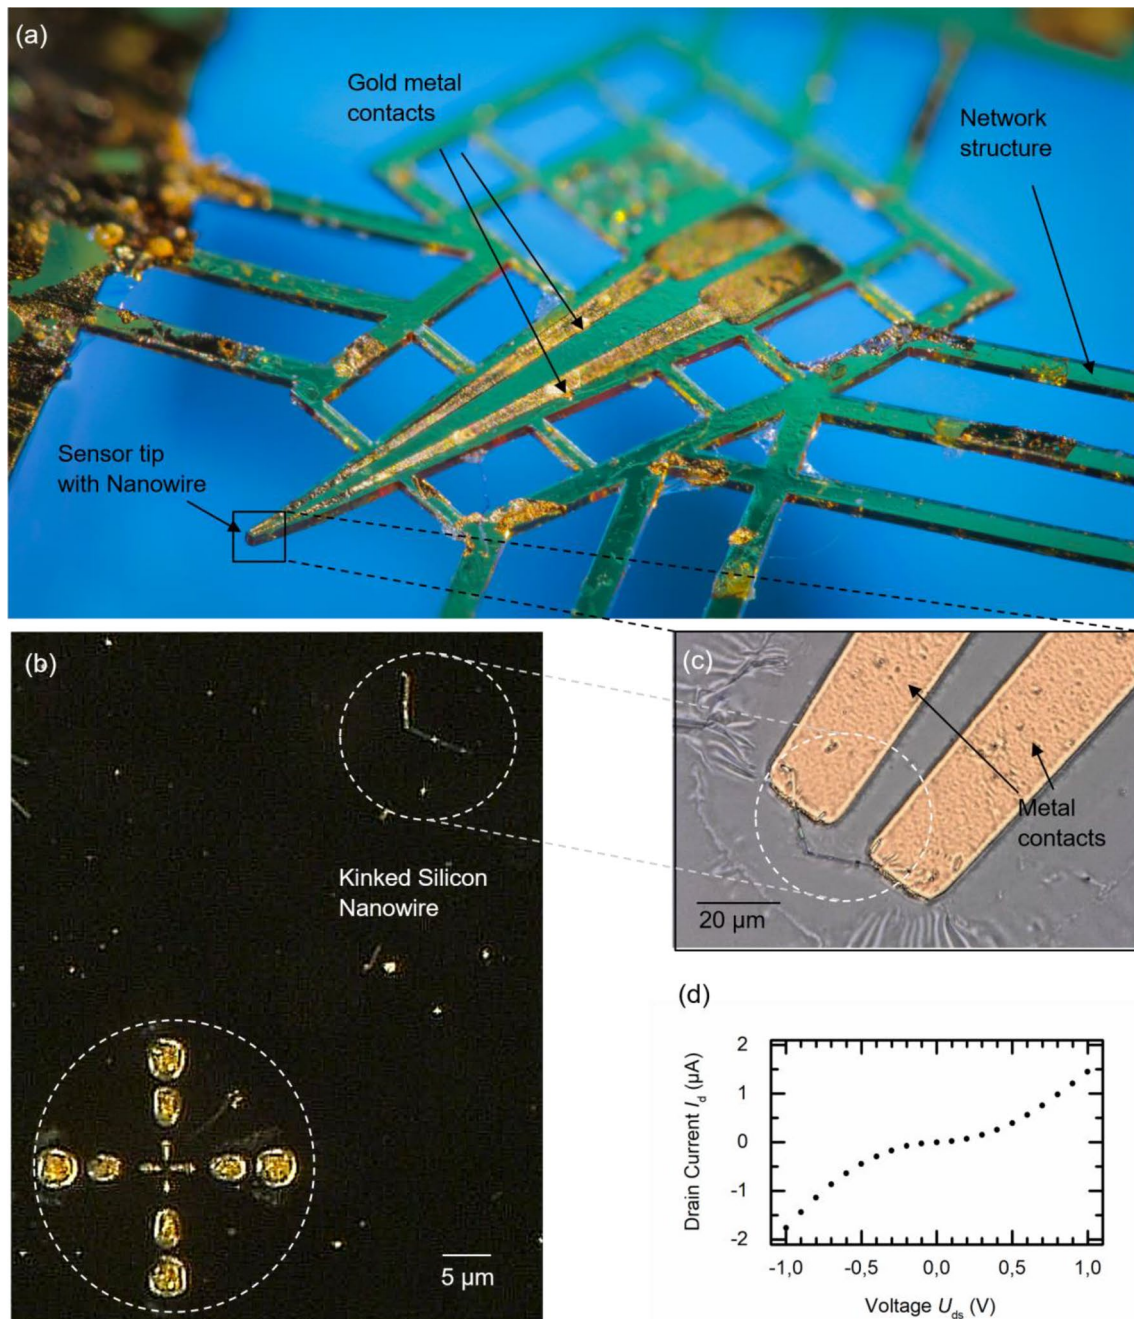 (a)
Gold metal
contacts
Network
structure
Sensor tip
with Nanowire
(b)
Kinked Silicon
Nanowire
5 μm
(c)
Metal
contacts
20 μm
(d)
Drain Current I_d (μA)
2
1
0
-1
-2
-1,0 -0,5 0,0 0,5 1,0
Voltage U_ds (V)